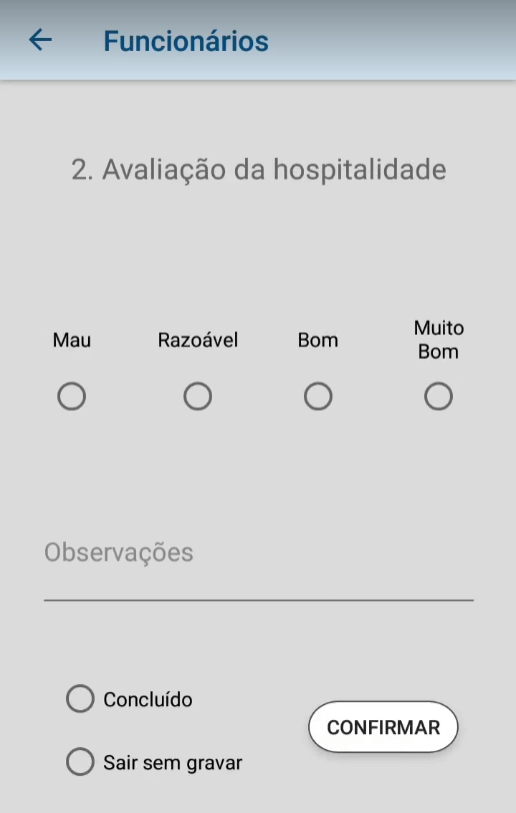 Funcionários
2. Avaliação da hospitalidade
Mau Razoável Bom Muito
Bom
Observações
Concluído
CONFIRMAR
Sair sem gravar